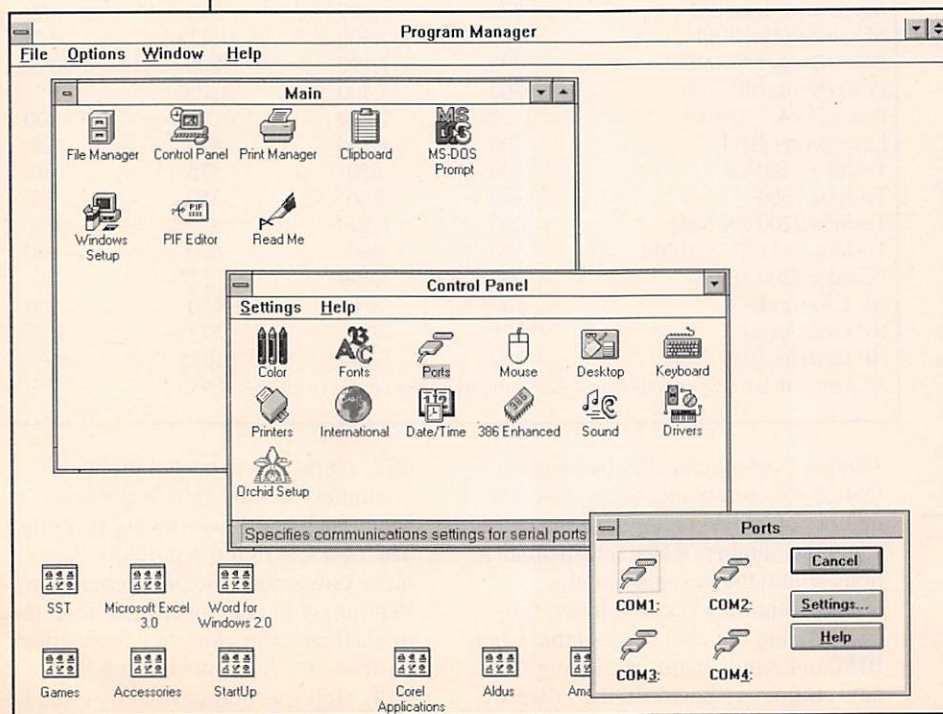 Program Manager
File Options Window Help
Main
File Manager Control Panel Print Manager Clipboard MS-DOS Prompt
Windows Setup PIF Editor Read Me
Control Panel
Settings Help
Color Fonts Ports Mouse Desktop Keyboard
Printers International Date/Time 386 Enhanced Sound Drivers
Orchid Setup
Specifies communications settings for serial ports
Ports
COM1: COM2:
COM3: COM4:
Cancel
Settings...
Help
SST Microsoft Excel 3.0 Word for Windows 2.0
Games Accessories StartUp Corel Applications Aldus